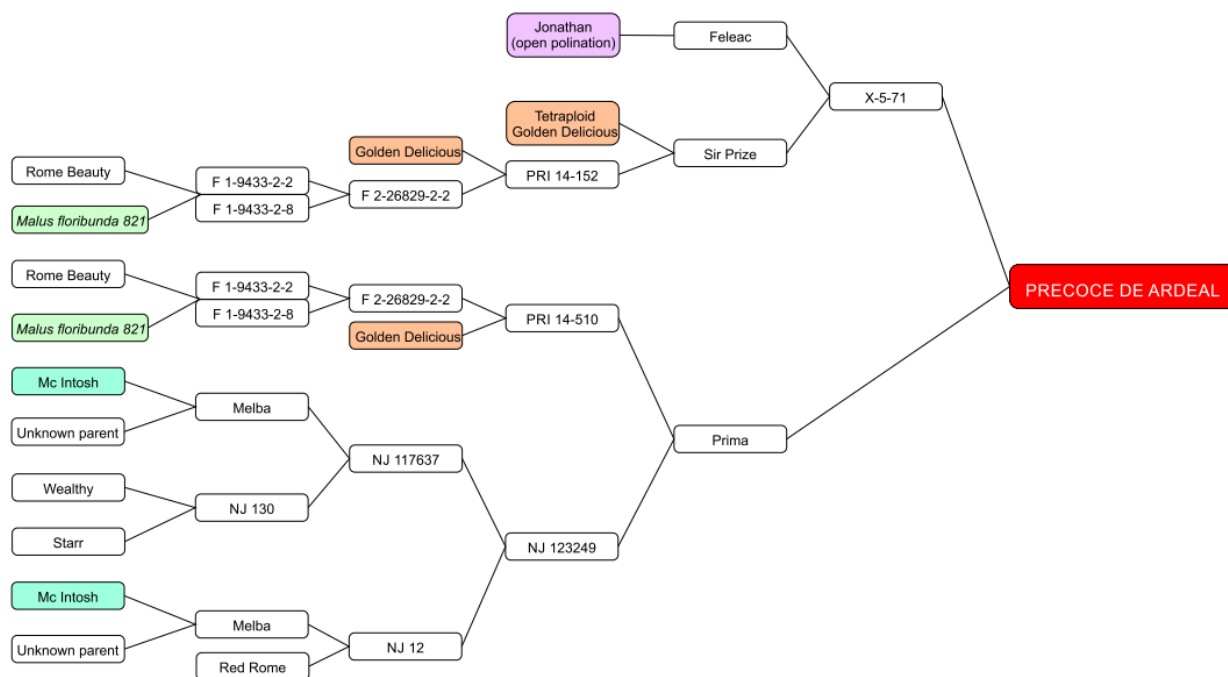 Jonathan
(open polination)
Feleac
X-5-71
Tetraploid
Golden Delicious
Sir Prize
Golden Delicious
PRI 14-152
Rome Beauty
F 1-9433-2-2
F 2-26829-2-2
F 1-9433-2-8
Malus floribunda 821
Rome Beauty
F 1-9433-2-2
F 2-26829-2-2
F 1-9433-2-8
Malus floribunda 821
Golden Delicious
PRI 14-510
PRECOCE DE ARDEAL
Mc Intosh
Melba
Unknown parent
Prima
NJ 117637
Wealthy
NJ 130
Starr
NJ 123249
Mc Intosh
Melba
Unknown parent
NJ 12
Red Rome